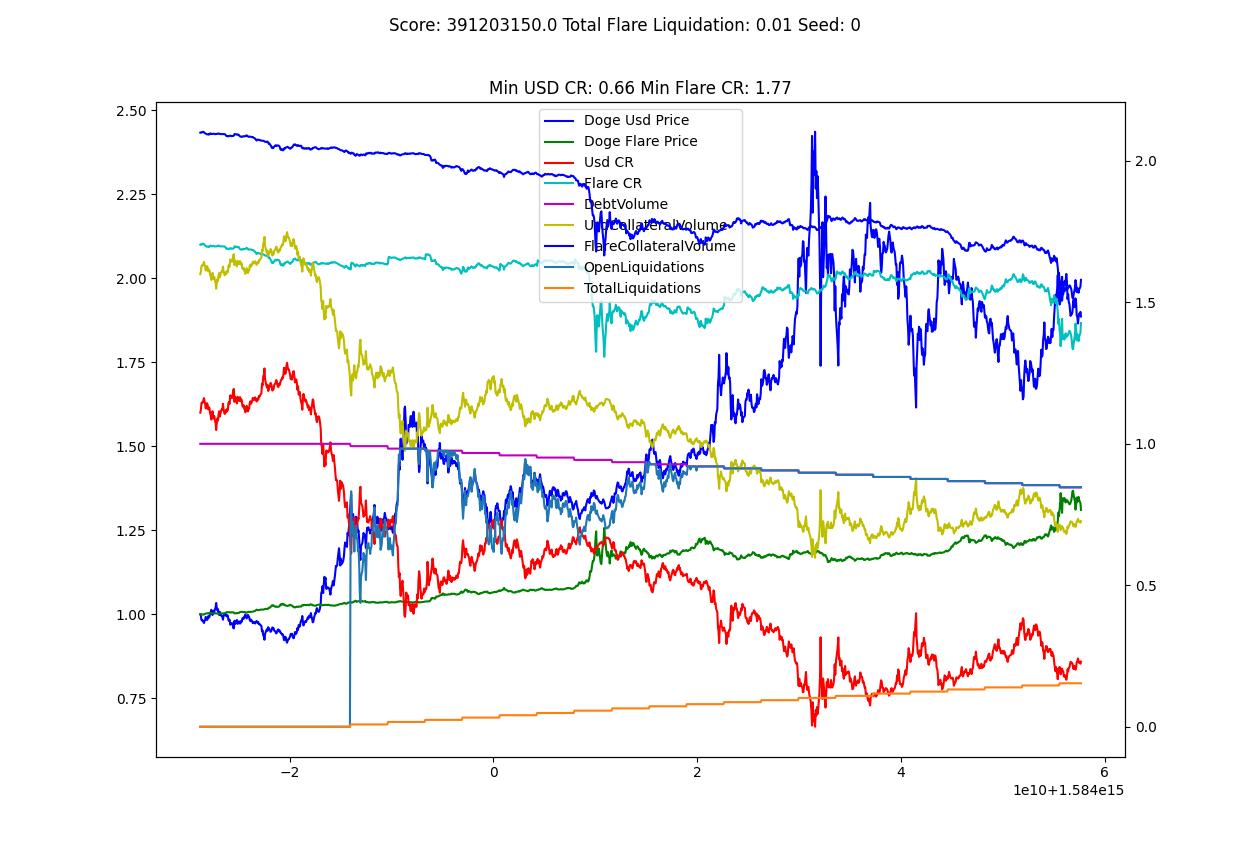 Score: 391203150.0 Total Flare Liquidation: 0.01 Seed: 0
Min USD CR: 0.66 Min Flare CR: 1.77
2.50
2.25
2.00
1.75
1.50
1.25
1.00
0.75
Doge Usd Price
Doge Flare Price
Usd CR
Flare CR
DebtVolume
UsdCollateralVolume
FlareCollateralVolume
OpenLiquidations
TotalLiquidations
2.0
1.5
1.0
0.5
0.0
−2
0
2
4
6
1e10+1.584e15